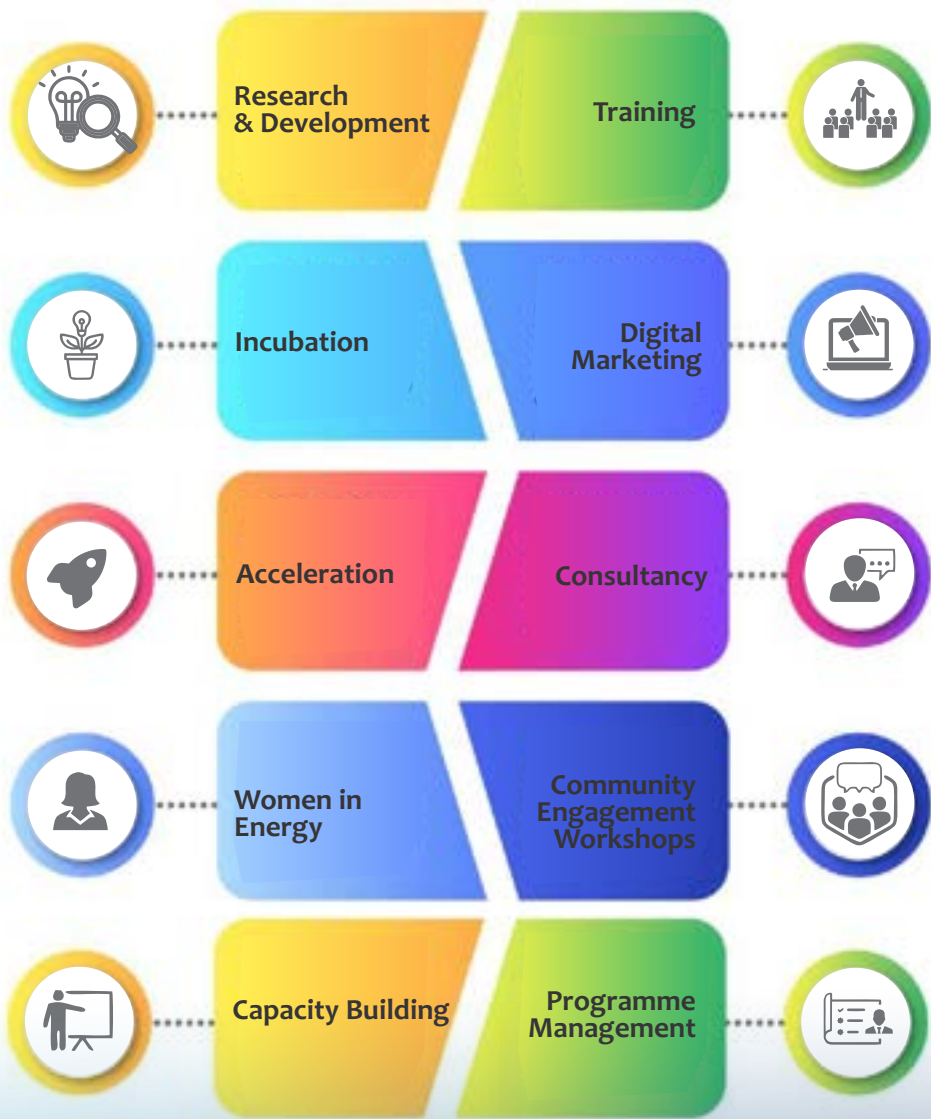 Research
& Development
Training
Incubation
Digital
Marketing
Acceleration
Consultancy
Women in
Energy
Community
Engagement
Workshops
Capacity Building
Programme
Management